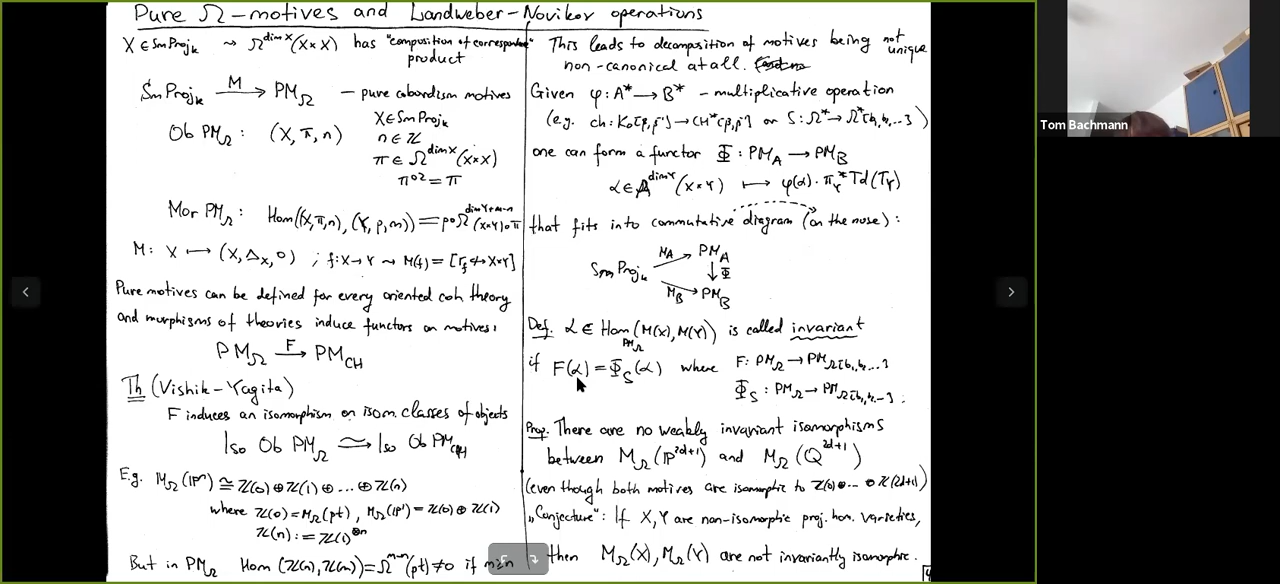 Pure Ω-motives and Landweber-Novikov operations
X ∈ SmProj_k ⇝ Ω^{dim X}(X×X) has "composition of correspondence"
product
SmProj_k —M→ PM_Ω – pure cobordism motives
Ob PM_Ω : (X, π, n)
X ∈ SmProj_k
n ∈ ℤ
π ∈ Ω^{dim X}(X×X)
π^{∘2} = π
Mor PM_Ω : Hom((X,π,n), (Y,ρ,m)) = ρ∘Ω^{dim Y+m-n}(X×Y)∘π
M: X ↦ (X, Δ_X, 0) ; f: X→Y ⇝ M(f) = [Γ_f ↪ X×Y]
Pure motives can be defined for every oriented coh theory
and morphisms of theories induce functors on motives:
PM_Ω —F→ PM_CH
Th (Vishik-Yagita)
F induces an isomorphism on isom. classes of objects
Iso Ob PM_Ω ≅ Iso Ob PM_CH
E.g. M_Ω(ℙ^n) ≅ ℤ(0) ⊕ ℤ(1) ⊕ ... ⊕ ℤ(n)
where ℤ(0) = M_Ω(pt), M_Ω(ℙ^1) = ℤ(0) ⊕ ℤ(1)
ℤ(n) := ℤ(1)^{⊗n}
But in PM_Ω Hom(ℤ(n), ℤ(m)) = Ω^{m-n}(pt) ≠ 0 if m≤n
This leads to decomposition of motives being not unique
non-canonical at all.
Given φ: A* → B* – multiplicative operation
(e.g. ch: K_0[β,β^{-1}] → CH*[β,β^{-1}] or S: Ω* → Ω*[b_1,b_2,...])
one can form a functor Φ: PM_A → PM_B
α ∈ A^{dim Y}(X×Y) ↦ φ(α)·π_Y^* Td(T_Y)
that fits into commutative diagram (on the nose):
SmProj_k
M_A PM_A
↓Φ
M_B PM_B
Def. α ∈ Hom_{PM_Ω}(M(X), M(Y)) is called invariant
if F(α) = Φ_S(α) where F: PM_Ω → PM_{Ω[b_1,b_2,...]}
Φ_S : PM_Ω → PM_{Ω[b_1,b_2,...]}.
Prop. There are no weakly invariant isomorphisms
between M_Ω(ℙ^{2d+1}) and M_Ω(Q^{2d+1})
(even though both motives are isomorphic to ℤ(0)⊕...⊕ℤ(2d+1))
"Conjecture": If X, Y are non-isomorphic proj. hom. varieties,
then M_Ω(X), M_Ω(Y) are not invariantly isomorphic.
Tom Bachmann